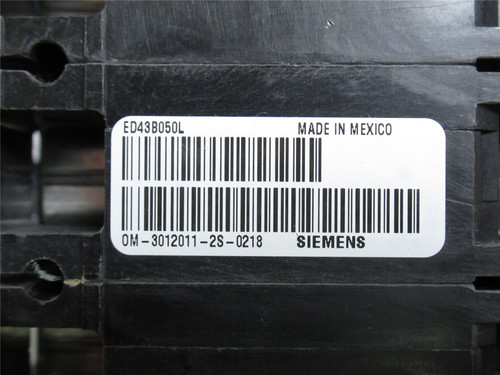 ED43B050L MADE IN MEXICO
OM-3012011-2S-0218 SIEMENS